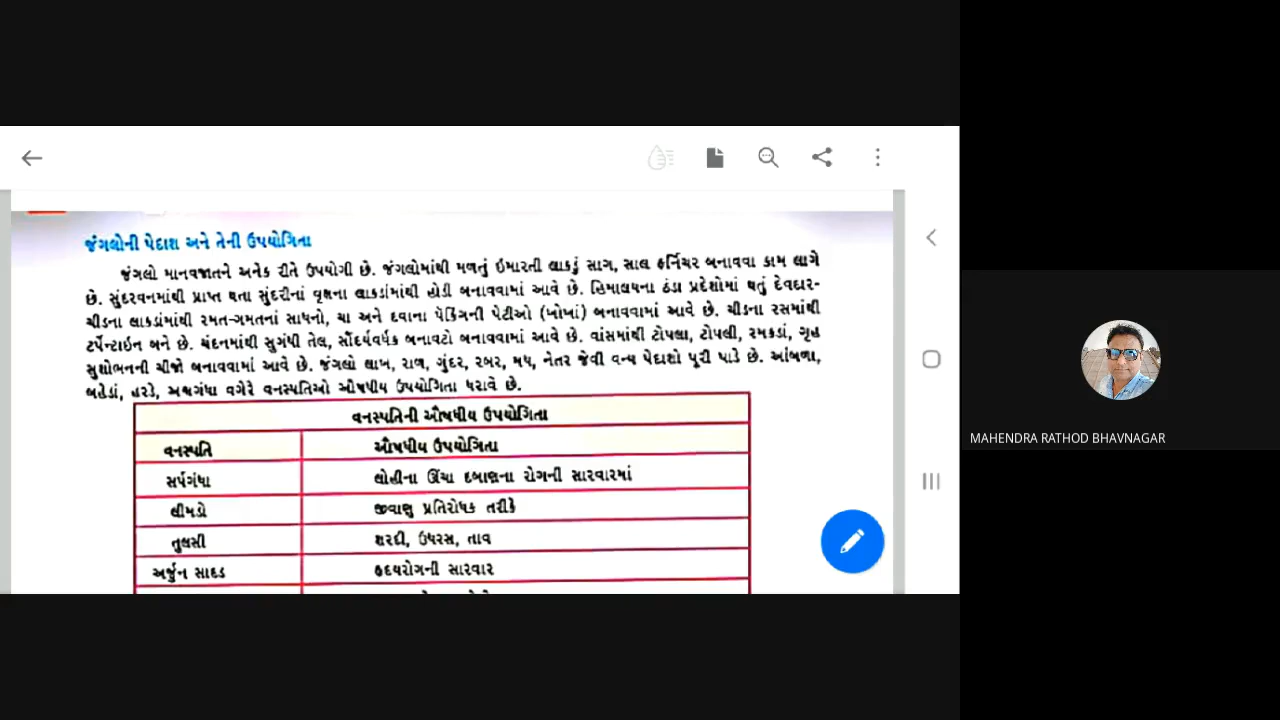 જંગલોની પેદાશ અને તેની ઉપયોગિતા
જંગલો માનવજાતને અનેક રીતે ઉપયોગી છે. જંગલોમાંથી મળતું ઇમારતી લાકડું સાગ, સાલ ફર્નિચર બનાવવા કામ લાગે
છે. સુંદરવનમાંથી પ્રાપ્ત થતા સુંદરીનાં વૃક્ષના લાકડાંમાંથી હોડી બનાવવામાં આવે છે. હિમાલયના ઠંડા પ્રદેશોમાં થતું દેવદાર-
ચીડના લાકડાંમાંથી રમત-ગમતનાં સાધનો, ચા અને દવાના પૅકિંગની પેટીઓ (ખોખાં) બનાવવામાં આવે છે. ચીડના રસમાંથી
ટર્પેન્ટાઇન બને છે. ચંદનમાંથી સુગંધી તેલ, સૌંદર્યવર્ધક બનાવટો બનાવવામાં આવે છે. વાંસમાંથી ટોપલા, ટોપલી, રમકડાં, ગૃહ
સુશોભનની ચીજો બનાવવામાં આવે છે. જંગલો લાખ, રાળ, ગુંદર, રબર, મધ, નેતર જેવી વન્ય પેદાશો પૂરી પાડે છે. આંબળા,
બહેડાં, હરડે, અશ્વગંધા વગેરે વનસ્પતિઓ ઔષધીય ઉપયોગિતા ધરાવે છે.
વનસ્પતિની ઔષધીય ઉપયોગિતા
વનસ્પતિ ઔષધીય ઉપયોગિતા
સર્પગંધા લોહીના ઊંચા દબાણના રોગની સારવારમાં
લીમડો જીવાણુ પ્રતિરોધક તરીકે
તુલસી શરદી, ઉધરસ, તાવ
અર્જુન સાદડ હૃદયરોગની સારવાર
MAHENDRA RATHOD BHAVNAGAR